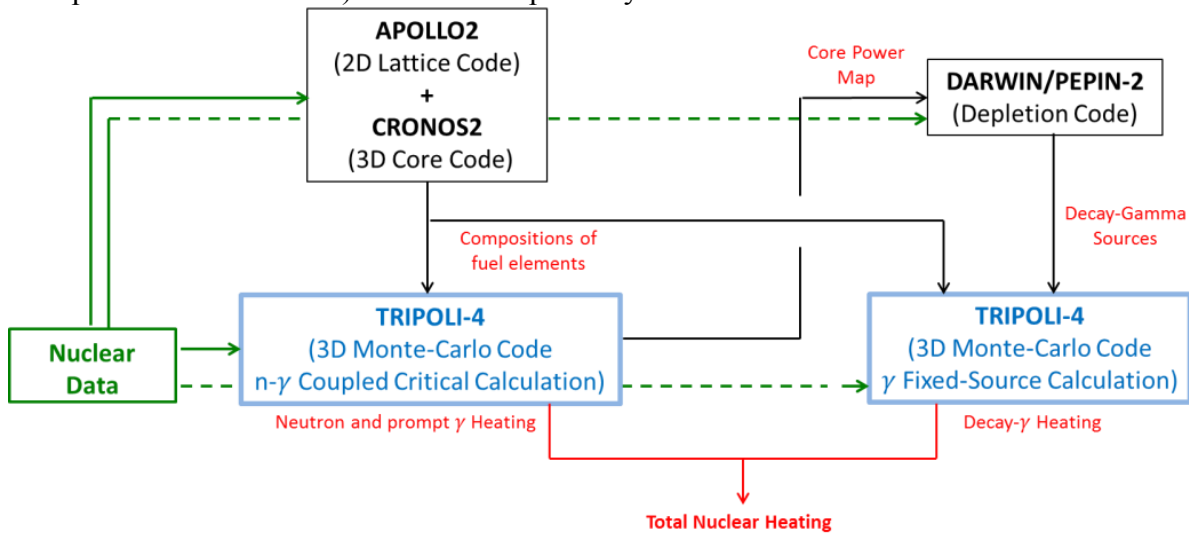 APOLLO2
(2D Lattice Code)
+
CRONOS2
(3D Core Code)
Core Power
Map
DARWIN/PEPIN-2
(Depletion Code)
Compositions of
fuel elements
Decay-Gamma
Sources
Nuclear
Data
TRIPOLI-4
(3D Monte-Carlo Code
n-γ Coupled Critical Calculation)
TRIPOLI-4
(3D Monte-Carlo Code
γ Fixed-Source Calculation)
Neutron and prompt γ Heating
Decay-γ Heating
Total Nuclear Heating